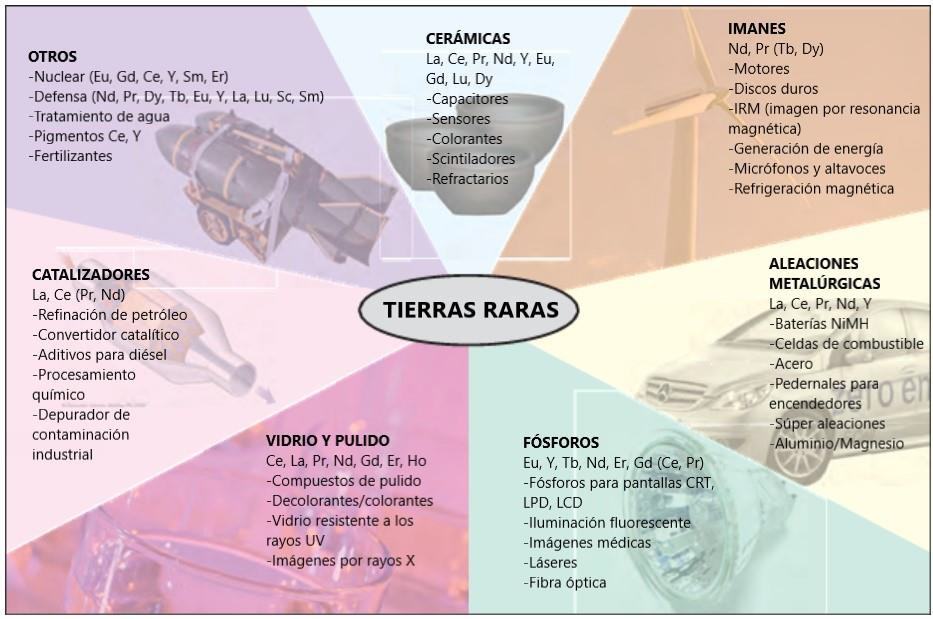 OTROS
-Nuclear (Eu, Gd, Ce, Y, Sm, Er)
-Defensa (Nd, Pr, Dy, Tb, Eu, Y, La, Lu, Sc, Sm)
-Tratamiento de agua
-Pigmentos Ce, Y
-Fertilizantes
CERÁMICAS
La, Ce, Pr, Nd, Y, Eu,
Gd, Lu, Dy
-Capacitores
-Sensores
-Colorantes
-Scintiladores
-Refractarios
IMANES
Nd, Pr (Tb, Dy)
-Motores
-Discos duros
-IRM (imagen por resonancia
magnética)
-Generación de energía
-Micrófonos y altavoces
-Refrigeración magnética
CATALIZADORES
La, Ce (Pr, Nd)
-Refinación de petróleo
-Convertidor catalítico
-Aditivos para diésel
-Procesamiento
químico
-Depurador de
contaminación
industrial
TIERRAS RARAS
ALEACIONES
METALÚRGICAS
La, Ce, Pr, Nd, Y
-Baterías NiMH
-Celdas de combustible
-Acero
-Pedernales para
encendedores
-Súper aleaciones
-Aluminio/Magnesio
VIDRIO Y PULIDO
Ce, La, Pr, Nd, Gd, Er, Ho
-Compuestos de pulido
-Decolorantes/colorantes
-Vidrio resistente a los
rayos UV
-Imágenes por rayos X
FÓSFOROS
Eu, Y, Tb, Nd, Er, Gd (Ce, Pr)
-Fósforos para pantallas CRT,
LPD, LCD
-Iluminación fluorescente
-Imágenes médicas
-Láseres
-Fibra óptica